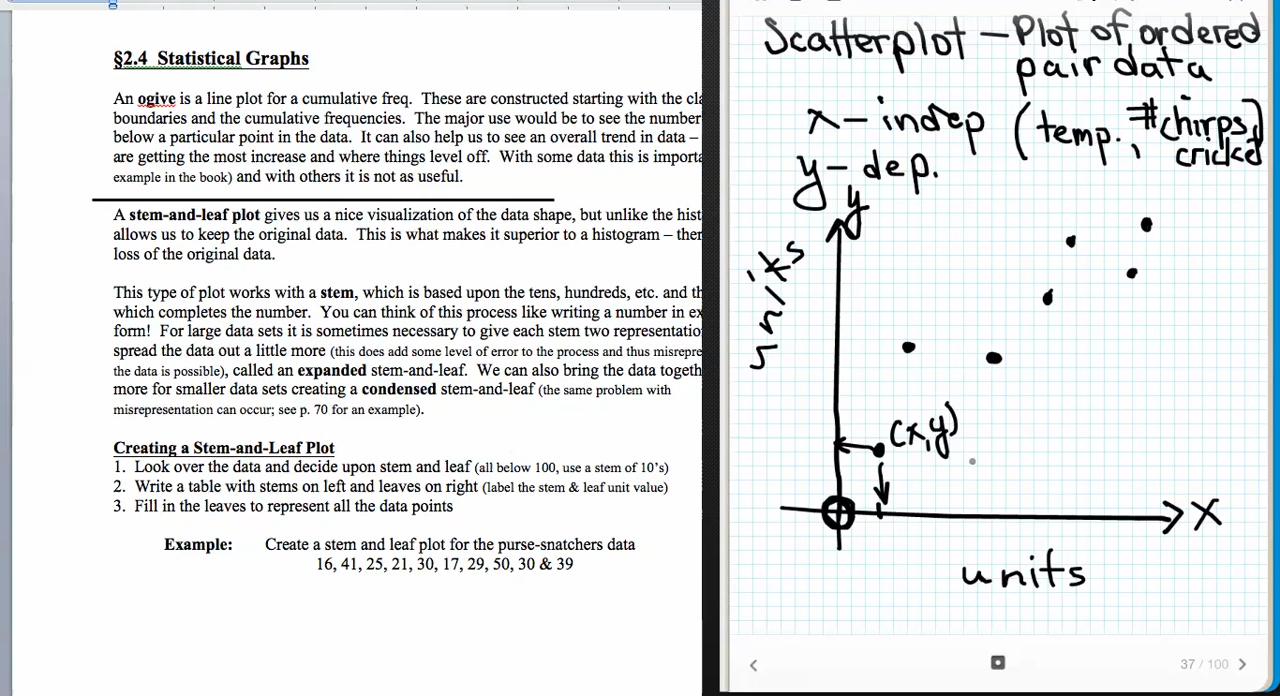 §2.4 Statistical Graphs
An ogive is a line plot for a cumulative freq. These are constructed starting with the
boundaries and the cumulative frequencies. The major use would be to see the number
below a particular point in the data. It can also help us to see an overall trend in data –
are getting the most increase and where things level off. With some data this is
example in the book) and with others it is not as useful.
A stem-and-leaf plot gives us a nice visualization of the data shape, but unlike the
allows us to keep the original data. This is what makes it superior to a histogram –
loss of the original data.
This type of plot works with a stem, which is based upon the tens, hundreds, etc. and
which completes the number. You can think of this process like writing a number in
form! For large data sets it is sometimes necessary to give each stem two
spread the data out a little more (this does add some level of error to the process and thus
the data is possible), called an expanded stem-and-leaf. We can also bring the data
more for smaller data sets creating a condensed stem-and-leaf (the same problem with
misrepresentation can occur; see p. 70 for an example).
Creating a Stem-and-Leaf Plot
1. Look over the data and decide upon stem and leaf (all below 100, use a stem of 10's)
2. Write a table with stems on left and leaves on right (label the stem & leaf unit value)
3. Fill in the leaves to represent all the data points
Example: Create a stem and leaf plot for the purse-snatchers data
16, 41, 25, 21, 30, 17, 29, 50, 30 & 39
Scatterplot – Plot of ordered
pair data
x – indep (temp., #chirps)
cricket
y – dep.
y
units
(x,y)
x
units
37 / 100